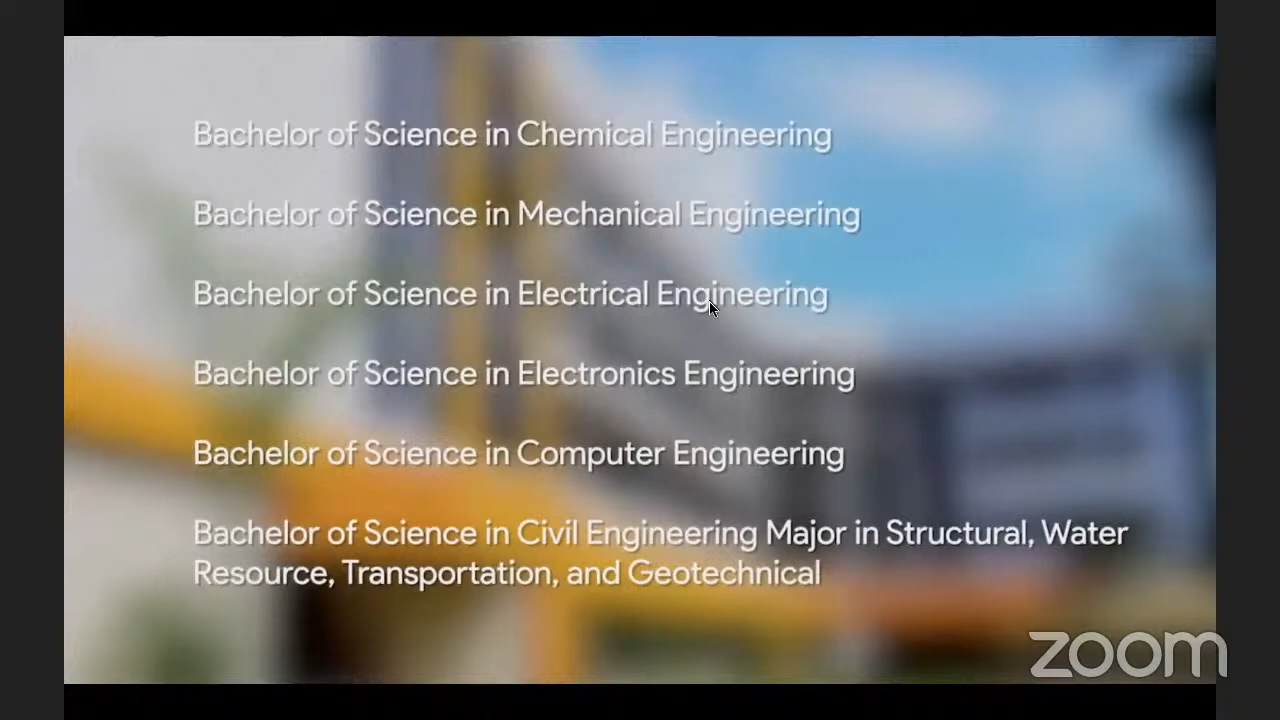 Bachelor of Science in Chemical Engineering
Bachelor of Science in Mechanical Engineering
Bachelor of Science in Electrical Engineering
Bachelor of Science in Electronics Engineering
Bachelor of Science in Computer Engineering
Bachelor of Science in Civil Engineering Major in Structural, Water
Resource, Transportation, and Geotechnical
zoom